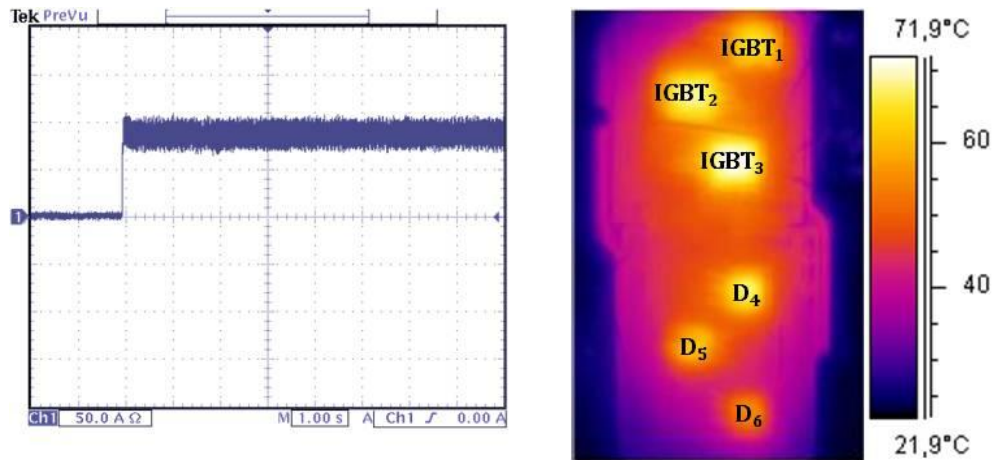 Tek PreVu
1
Ch1 50.0 A Ω M 1.00 s A Ch1 ƒ 0.00 A
IGBT₁
IGBT₂
IGBT₃
D₄
D₅
D₆
71,9°C
60
40
21,9°C